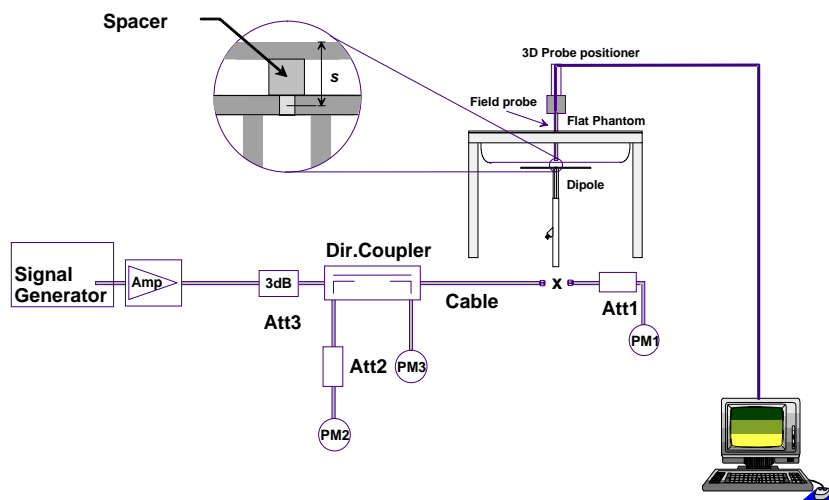 Spacer
s
3D Probe positioner
Field probe
Flat Phantom
Dipole
Dir.Coupler
Signal
Generator
Amp
3dB
Att3
Cable
x
Att1
PM1
Att2
PM3
PM2